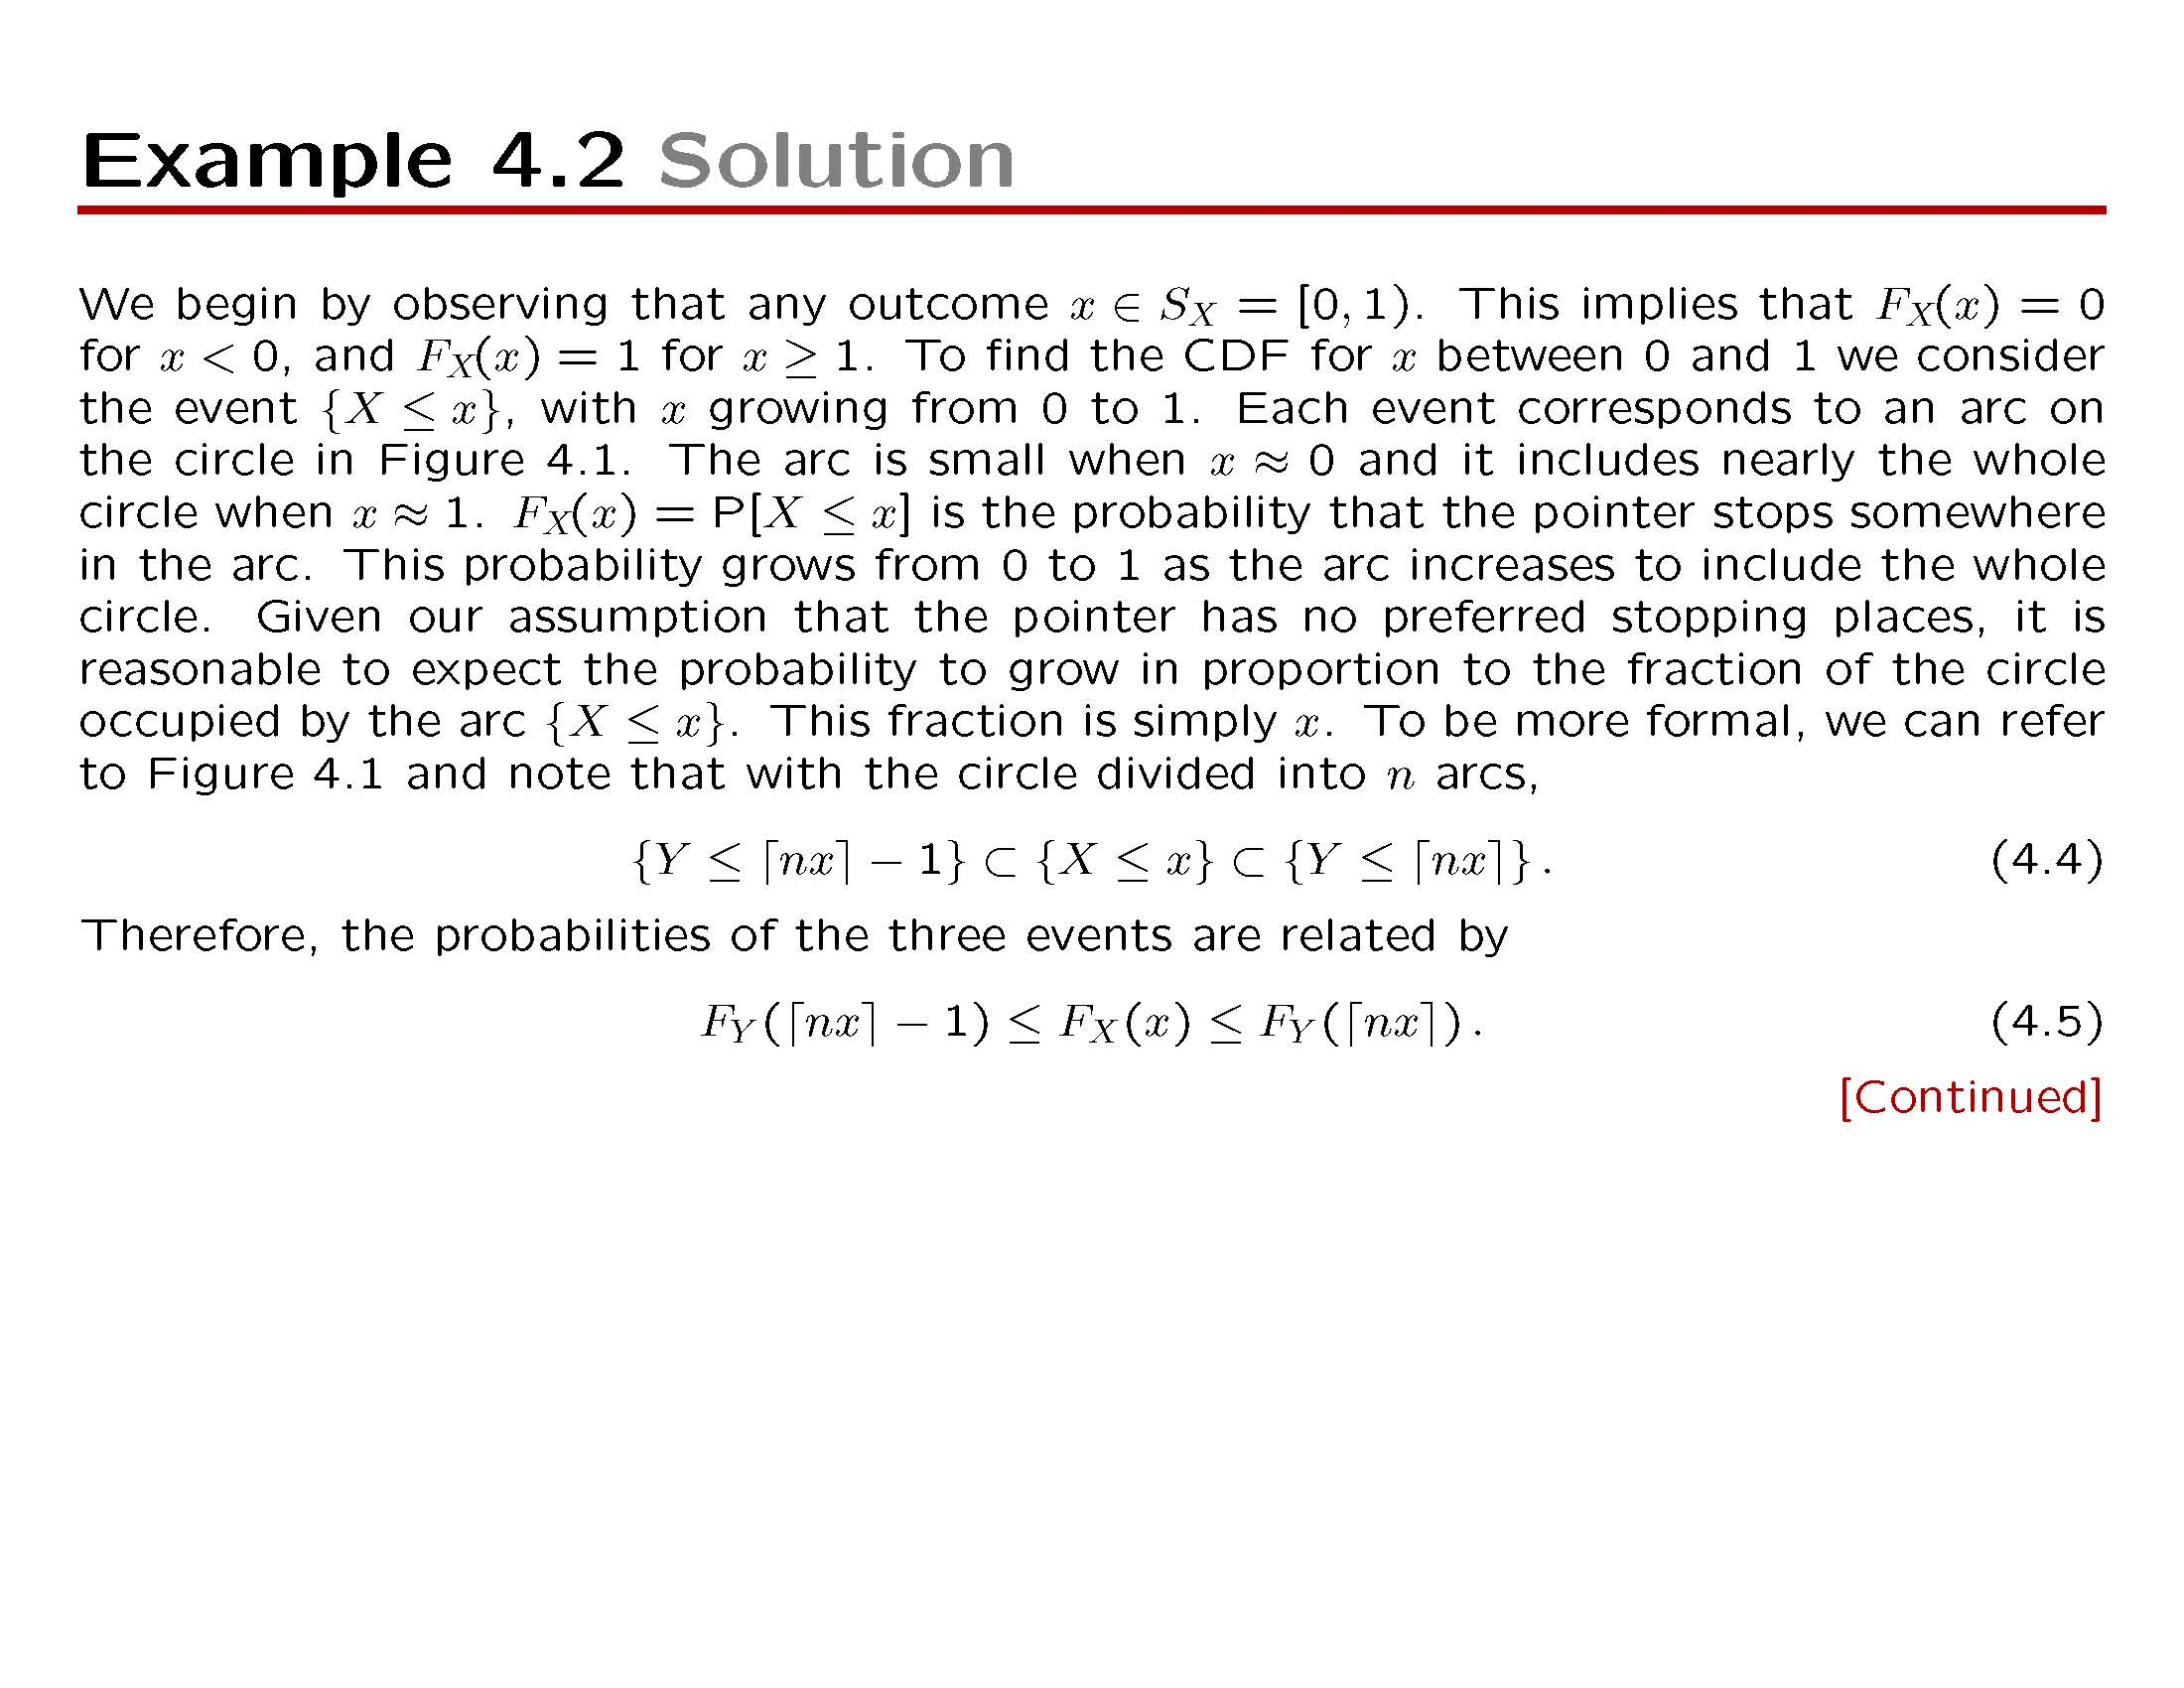 Example 4.2 Solution
We begin by observing that any outcome x ∈ S_X = [0, 1). This implies that F_X(x) = 0
for x < 0, and F_X(x) = 1 for x ≥ 1. To find the CDF for x between 0 and 1 we consider
the event {X ≤ x}, with x growing from 0 to 1. Each event corresponds to an arc on
the circle in Figure 4.1. The arc is small when x ≈ 0 and it includes nearly the whole
circle when x ≈ 1. F_X(x) = P[X ≤ x] is the probability that the pointer stops somewhere
in the arc. This probability grows from 0 to 1 as the arc increases to include the whole
circle. Given our assumption that the pointer has no preferred stopping places, it is
reasonable to expect the probability to grow in proportion to the fraction of the circle
occupied by the arc {X ≤ x}. This fraction is simply x. To be more formal, we can refer
to Figure 4.1 and note that with the circle divided into n arcs,
{Y ≤ ⌈nx⌉ − 1} ⊂ {X ≤ x} ⊂ {Y ≤ ⌈nx⌉} . (4.4)
Therefore, the probabilities of the three events are related by
F_Y(⌈nx⌉ − 1) ≤ F_X(x) ≤ F_Y(⌈nx⌉) . (4.5)
[Continued]